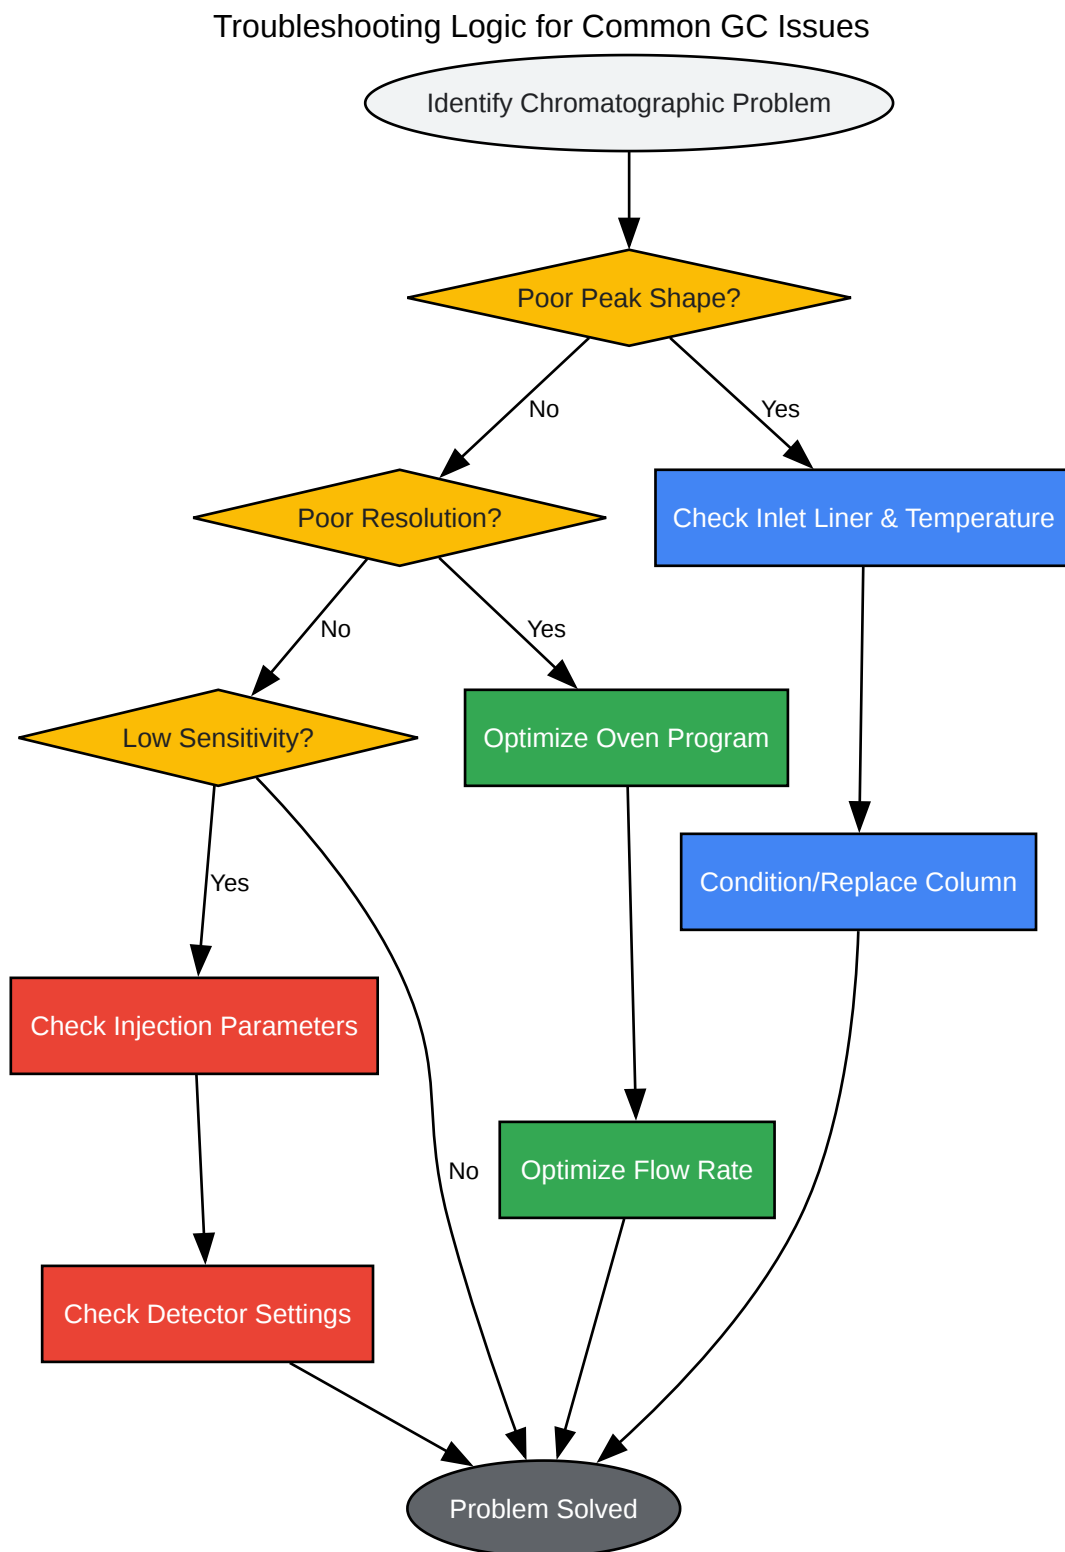 Troubleshooting Logic for Common GC Issues
Identify Chromatographic Problem
Poor Peak Shape?
No
Yes
Poor Resolution?
Check Inlet Liner & Temperature
No
Yes
Low Sensitivity?
Optimize Oven Program
Condition/Replace Column
Yes
Check Injection Parameters
No
Optimize Flow Rate
Check Detector Settings
Problem Solved